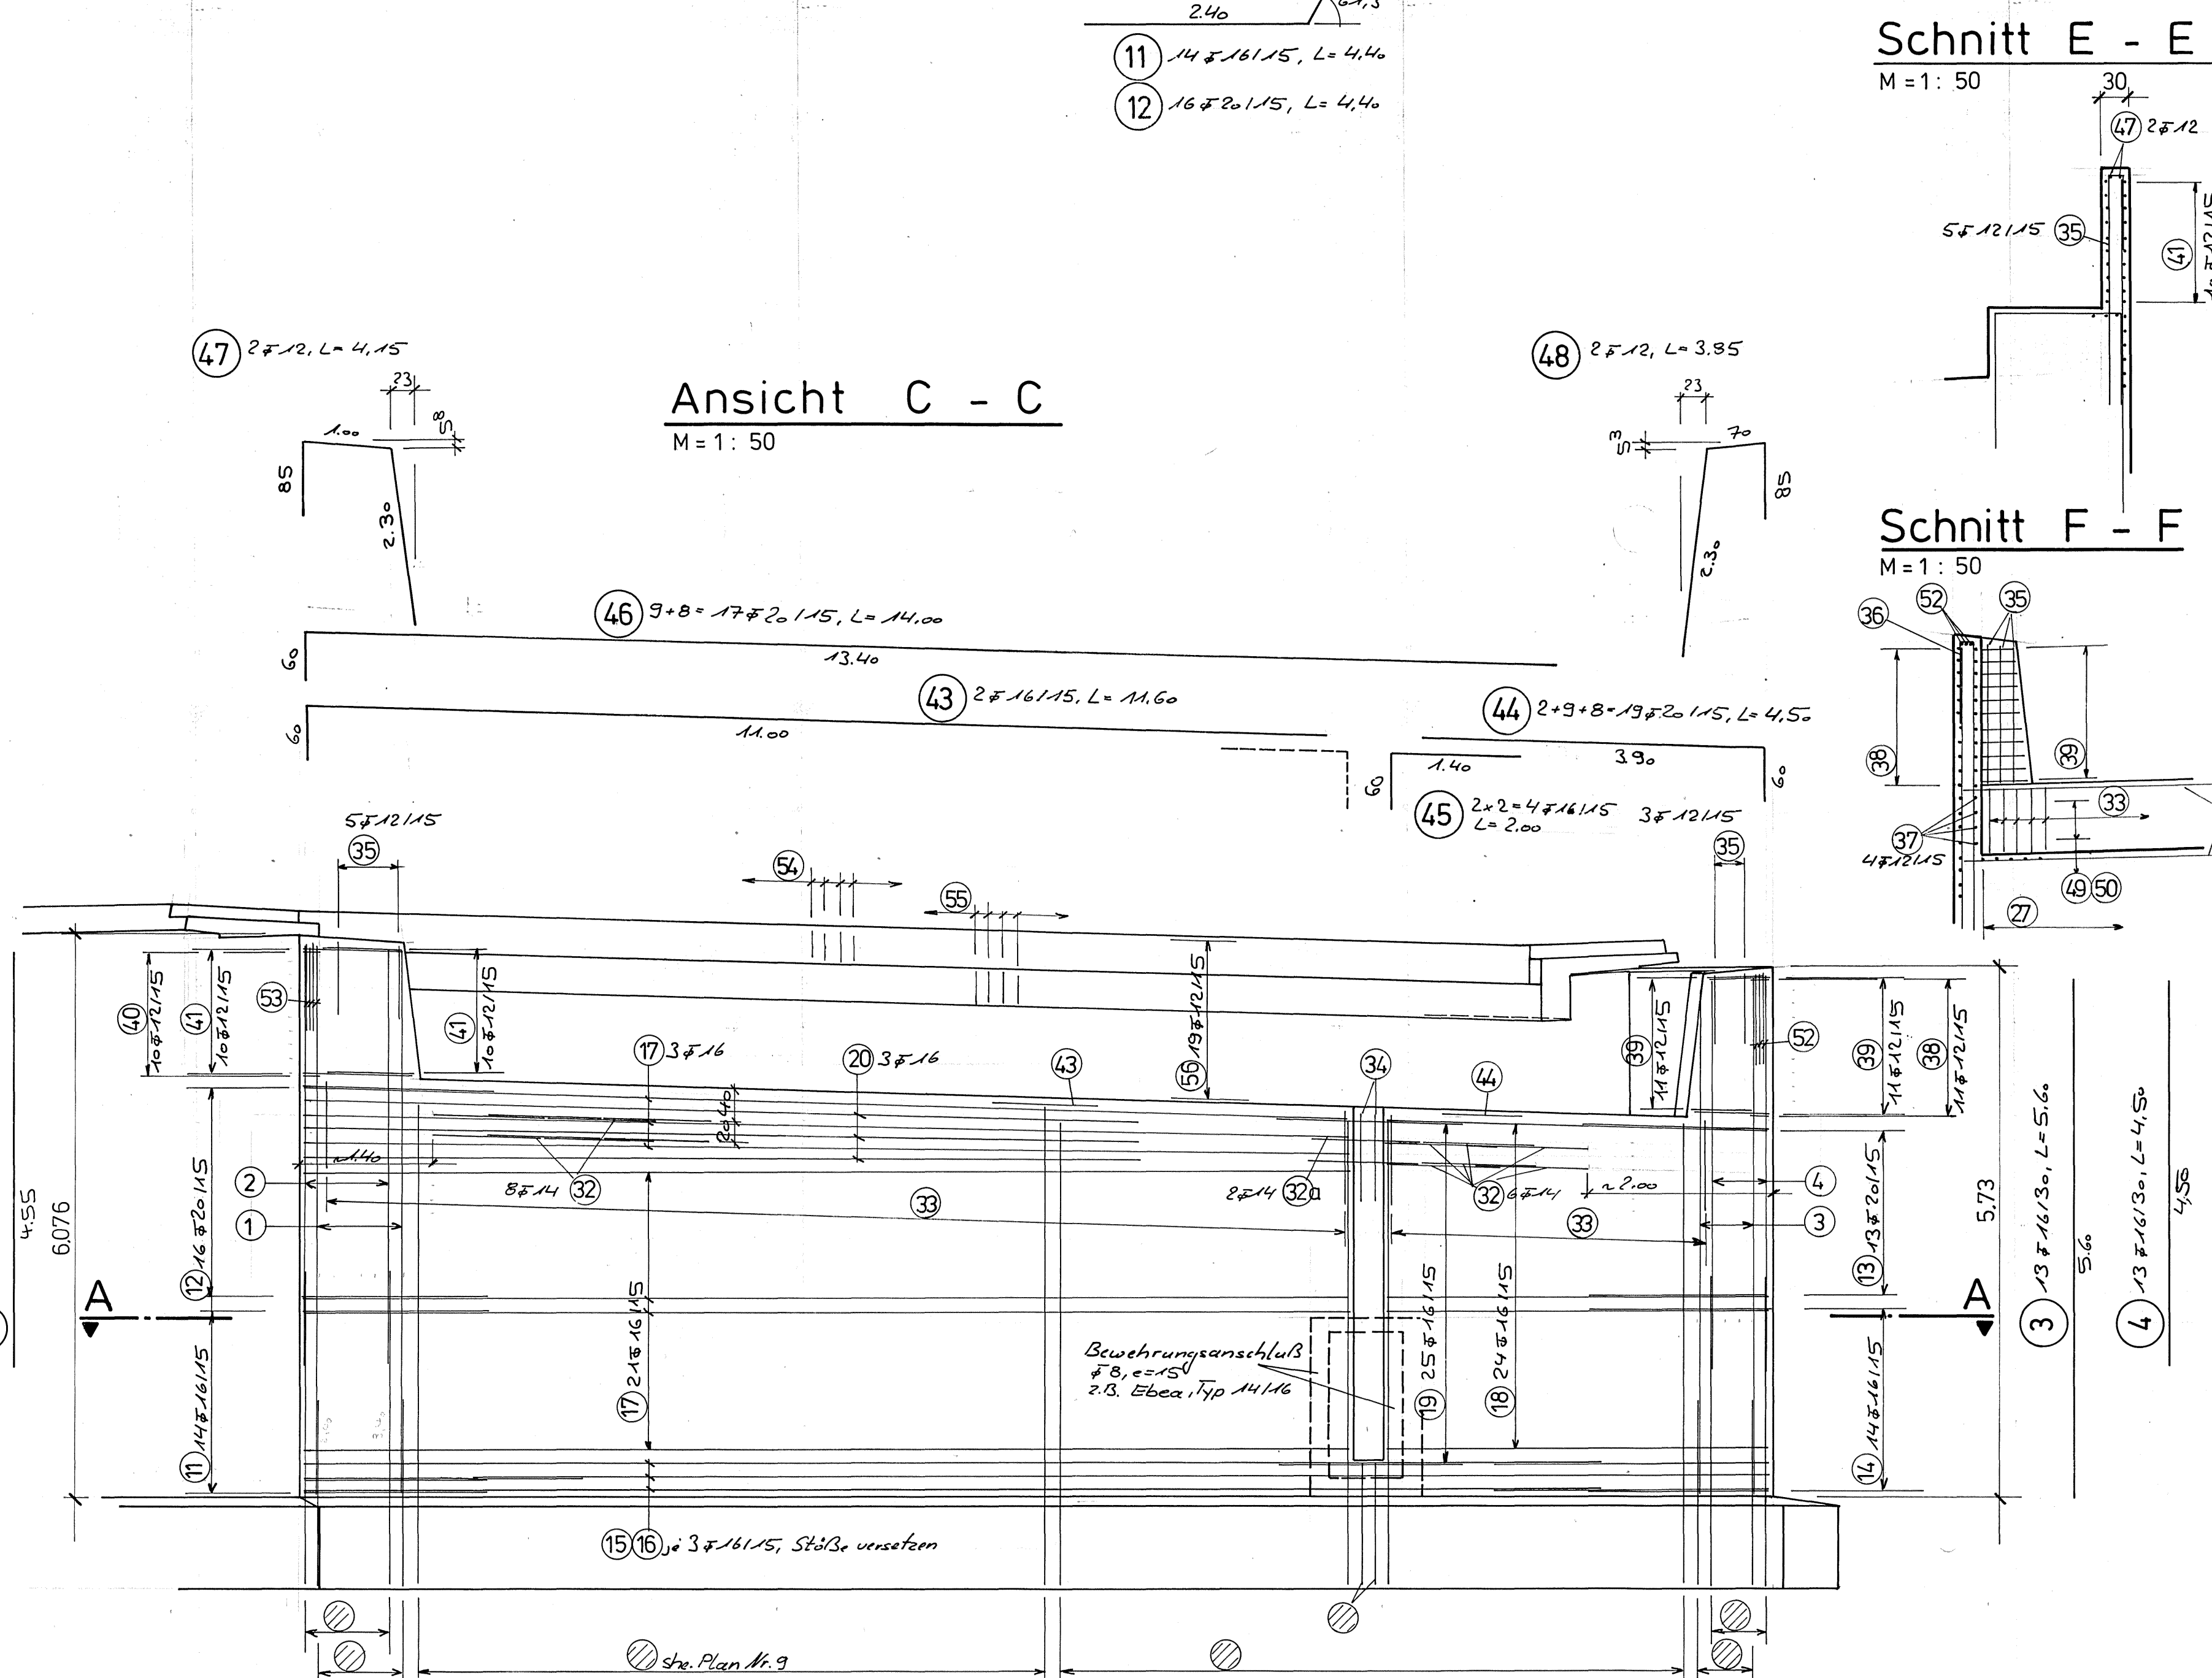 2.40
61,3
11 14 ⌀ 16/15, L= 4,40
12 16 ⌀ 20/15, L= 4,40
Schnitt E - E
M = 1 : 50
30
47 2 ⌀ 12
5 ⌀ 12/15 35
41
47 2 ⌀ 12, L= 4,15
23
5⁸
1.00
85
2.30
Ansicht C - C
M = 1 : 50
48 2 ⌀ 12, L= 3.85
23
5³
70
85
2.30
Schnitt F - F
M = 1 : 50
36
52
35
38
39
33
37
4 ⌀ 12/15
49 50
27
46 9+8 = 17 ⌀ 20/15, L= 14.00
60
13.40
43 2 ⌀ 16/15, L= 11.60
60
11.00
44 2+9+8 = 19 ⌀ 20/15, L= 4,50
3.90
60
1.40
60
45 2x2 = 4 ⌀ 16/15
L= 2.00
3 ⌀ 12/15
35
5 ⌀ 12/15
35
54
55
40 10 ⌀ 12/15
41 10 ⌀ 12/15
53
41 10 ⌀ 12/15
17 3 ⌀ 16
20 3 ⌀ 16
43
56 19 ⌀ 12/15
34
44
39 11 ⌀ 12/15
52
39 11 ⌀ 12/15
38 11 ⌀ 12/15
20 40
~1.40
2
1
8 ⌀ 14 32
33
2 ⌀ 14 32a
32 6 ⌀ 14
~2.00
33
4
3
4.55
6.076
12 16 ⌀ 20/15
A
11 14 ⌀ 16/15
17 21 ⌀ 16/15
Bewehrungsanschluß
⌀ 8, e=15
z.B. Ebea, Typ 14/16
19 25 ⌀ 16/15
18 24 ⌀ 16/15
13 13 ⌀ 20/15
14 14 ⌀ 16/15
A
5.73
3 13 ⌀ 16/30, L= 5.60
5.60
4 13 ⌀ 16/30, L= 4,50
4,50
15 16 je 3 ⌀ 16/15, Stöße versetzen
she. Plan Nr. 9